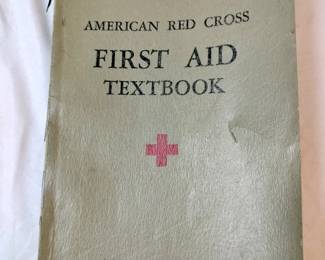 AMERICAN RED CROSS
FIRST AID
TEXTBOOK